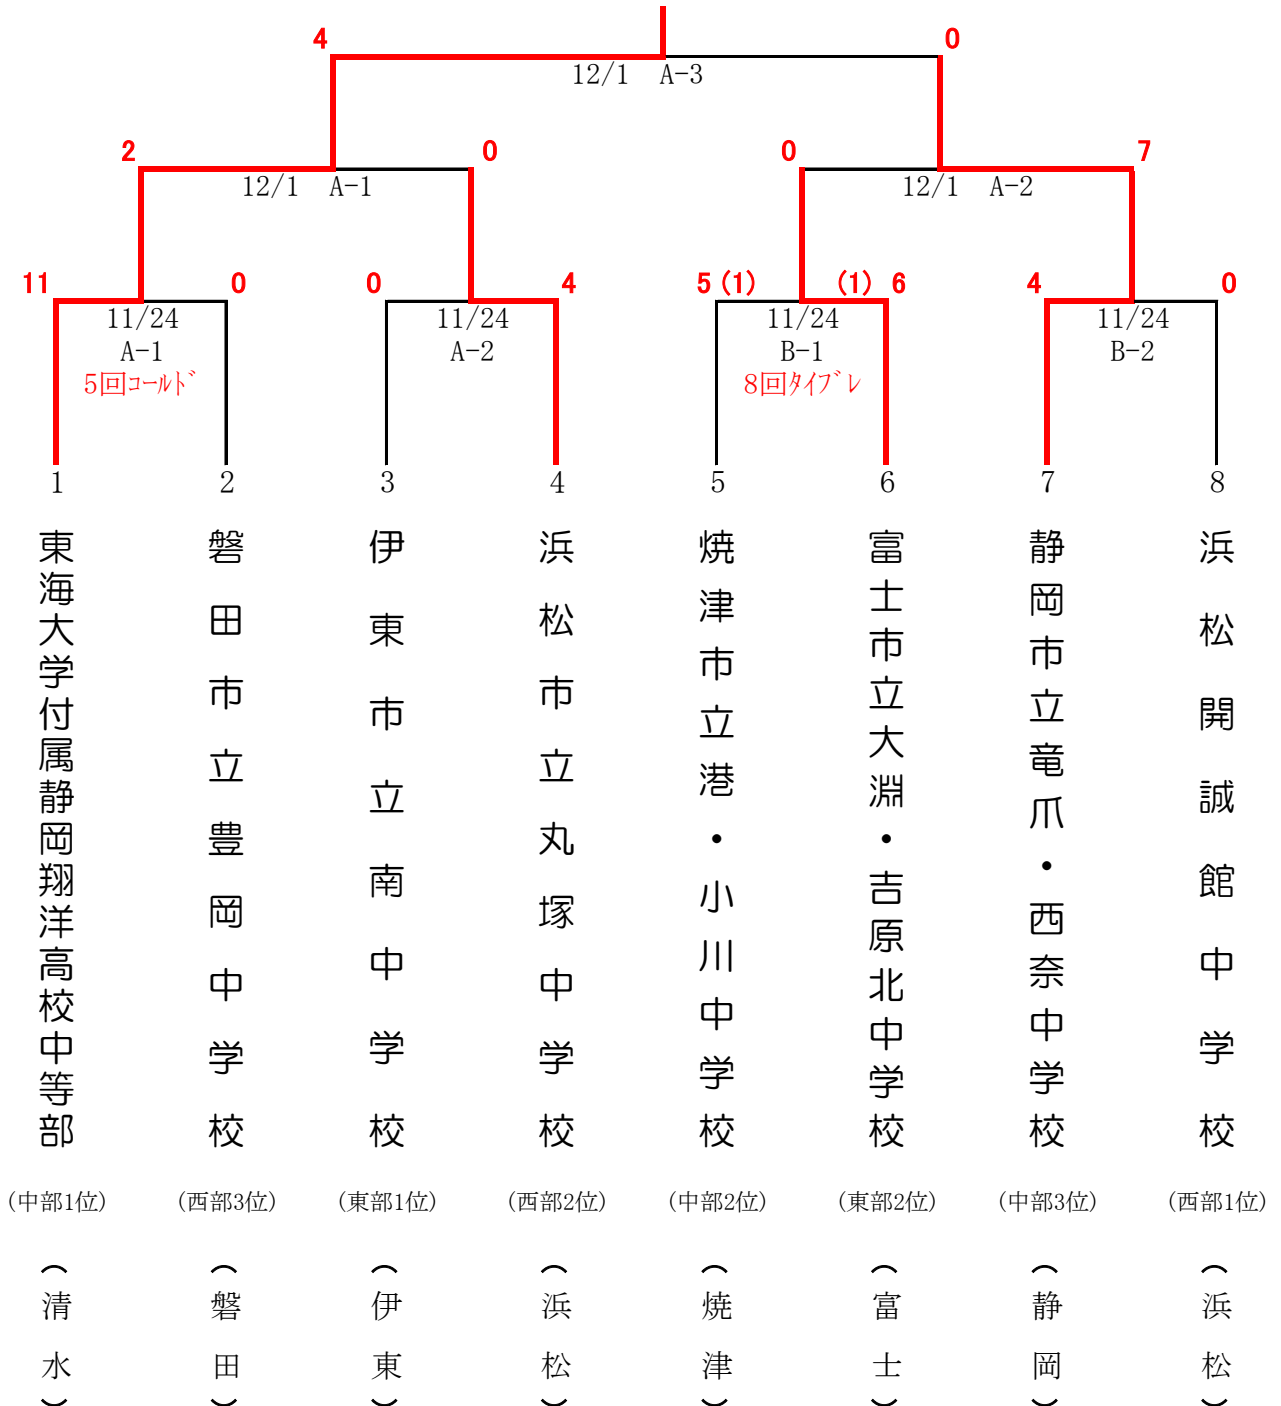 4
0
12/1 A-3
2
0
0
7
12/1 A-1
12/1 A-2
11
0
0
4
5 (1)
(1) 6
4
0
11/24
A-1
5回ｺｰﾙﾄﾞ
11/24
A-2
11/24
B-1
8回ﾀｲﾌﾞﾚ
11/24
B-2
1
2
3
4
5
6
7
8
東海大学付属静岡翔洋高校中等部
磐田市立豊岡中学校
伊東市立南中学校
浜松市立丸塚中学校
焼津市立港・小川中学校
富士市立大淵・吉原北中学校
静岡市立竜爪・西奈中学校
浜松開誠館中学校
(中部1位)
(西部3位)
(東部1位)
(西部2位)
(中部2位)
(東部2位)
(中部3位)
(西部1位)
（清水）
（磐田）
（伊東）
（浜松）
（焼津）
（富士）
（静岡）
（浜松）